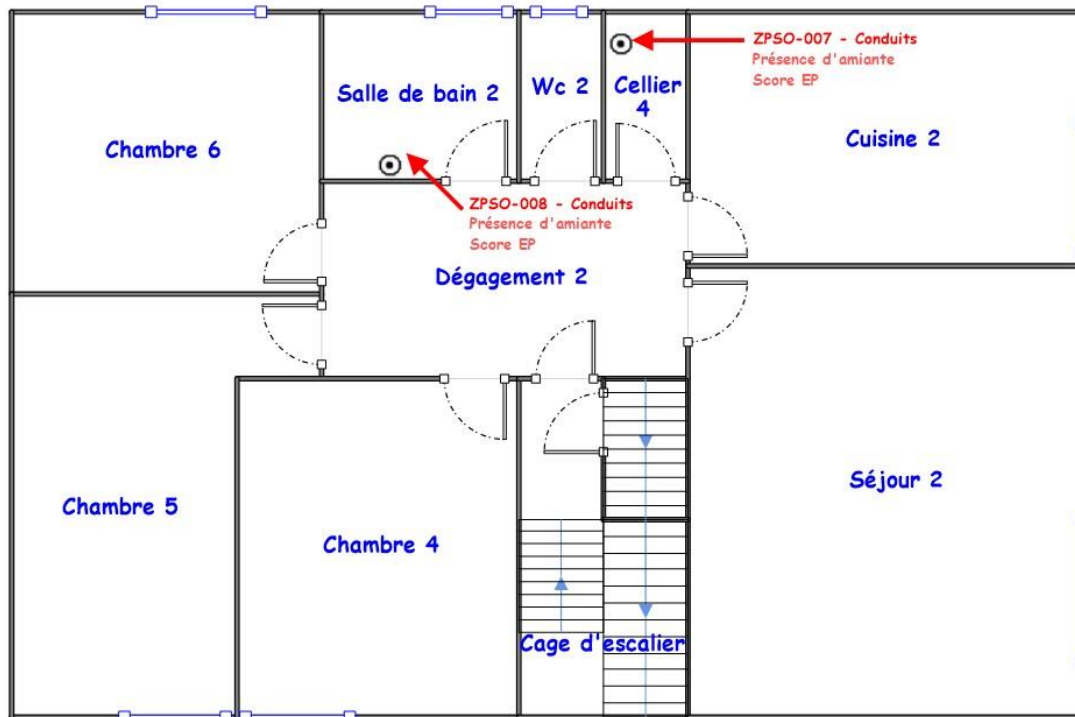 ZPSO-007 - Conduits
Présence d'amiante
Score EP
Salle de bain 2
Wc 2
Cellier
4
Chambre 6
Cuisine 2
ZPSO-008 - Conduits
Présence d'amiante
Score EP
Dégagement 2
Séjour 2
Chambre 5
Chambre 4
Cage d'escalier